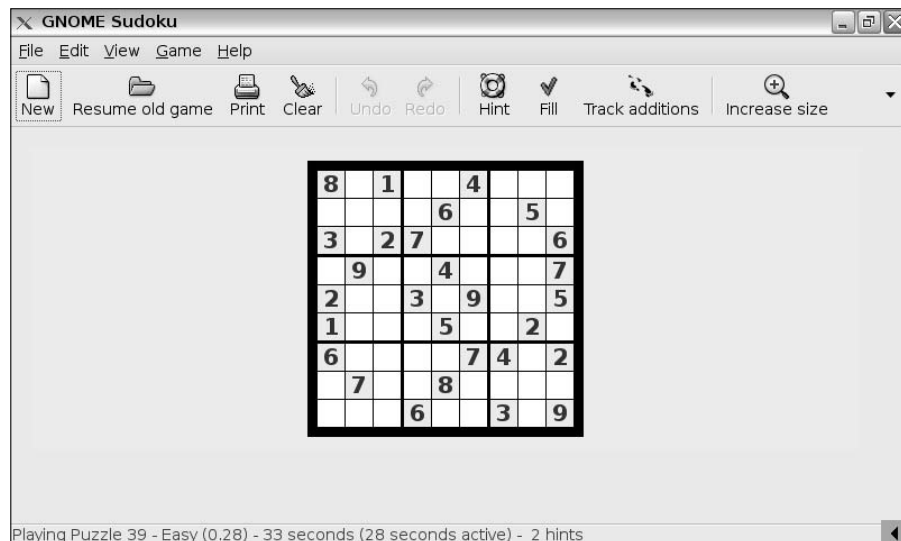 GNOME Sudoku
File Edit View Game Help
New Resume old game Print Clear Undo Redo Hint Fill Track additions Increase size
8 1 4
6 5
3 2 7 6
9 4 7
2 3 9 5
1 5 2
6 7 4 2
7 8
6 3 9
Playing Puzzle 39 - Easy (0.28) - 33 seconds (28 seconds active) - 2 hints